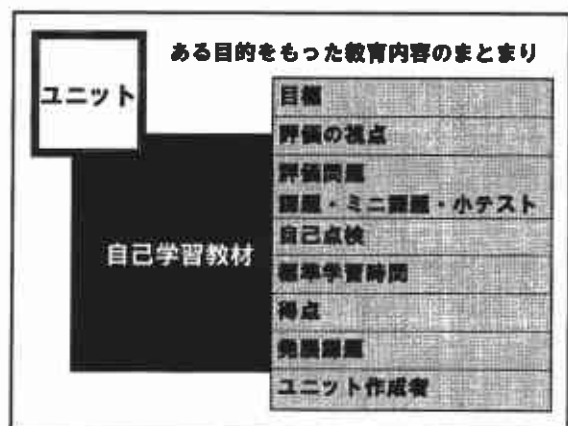 ある目的をもった教育内容のまとまり
ユニット
自己学習教材
目標
評価の視点
評価問題
課題・ミニ課題・小テスト
自己点検
標準学習時間
得点
発展課題
ユニット作成者